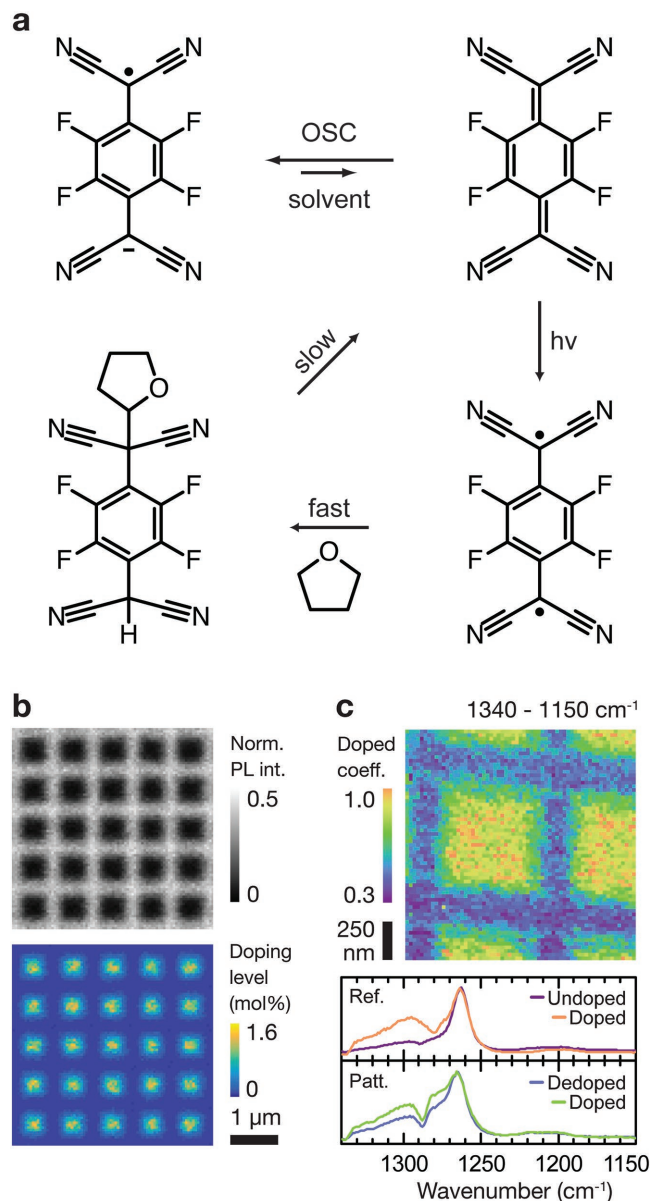 a
N N N N
• 
F F OSC F F
F F solvent F F
−
N N N N
slow hν
O
N N N • N
F F fast F F
F F O F F
N N N • N
H
b c 1340 - 1150 cm⁻¹
Norm.
PL int.
0.5
0
Doping
level
(mol%)
1.6
0
1 µm
Doped
coeff.
1.0
0.3
250
nm
Ref. Undoped
Doped
Patt. Dedoped
Doped
1300 1250 1200 1150
Wavenumber (cm⁻¹)